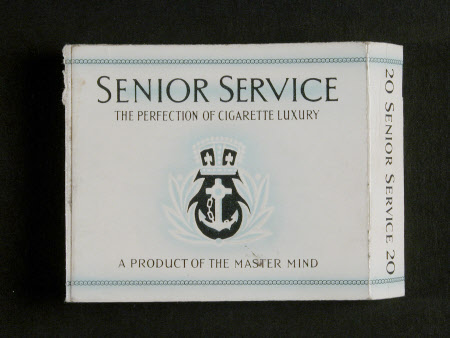 SENIOR SERVICE
THE PERFECTION OF CIGARETTE LUXURY
A PRODUCT OF THE MASTER MIND
20 SENIOR SERVICE 20